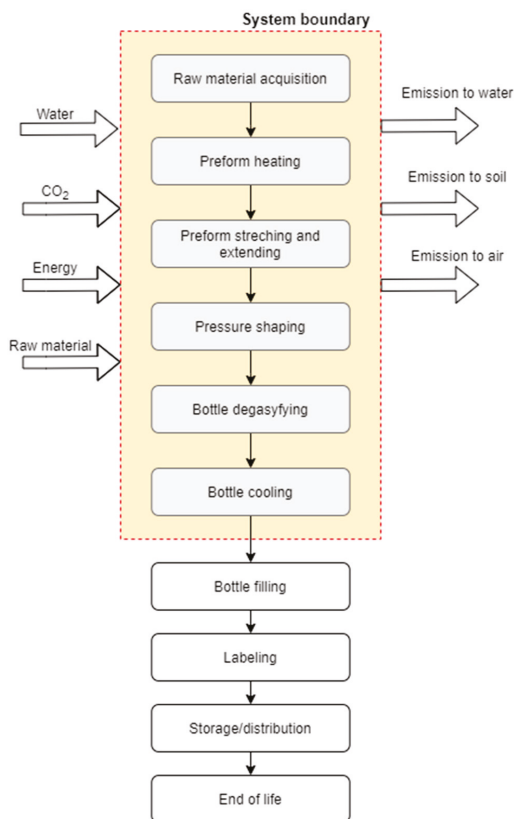 System boundary
Raw material acquisition
Emission to water
Water
Preform heating
Emission to soil
CO₂
Preform streching and
extending
Emission to air
Energy
Pressure shaping
Raw material
Bottle degasyfying
Bottle cooling
Bottle filling
Labeling
Storage/distribution
End of life